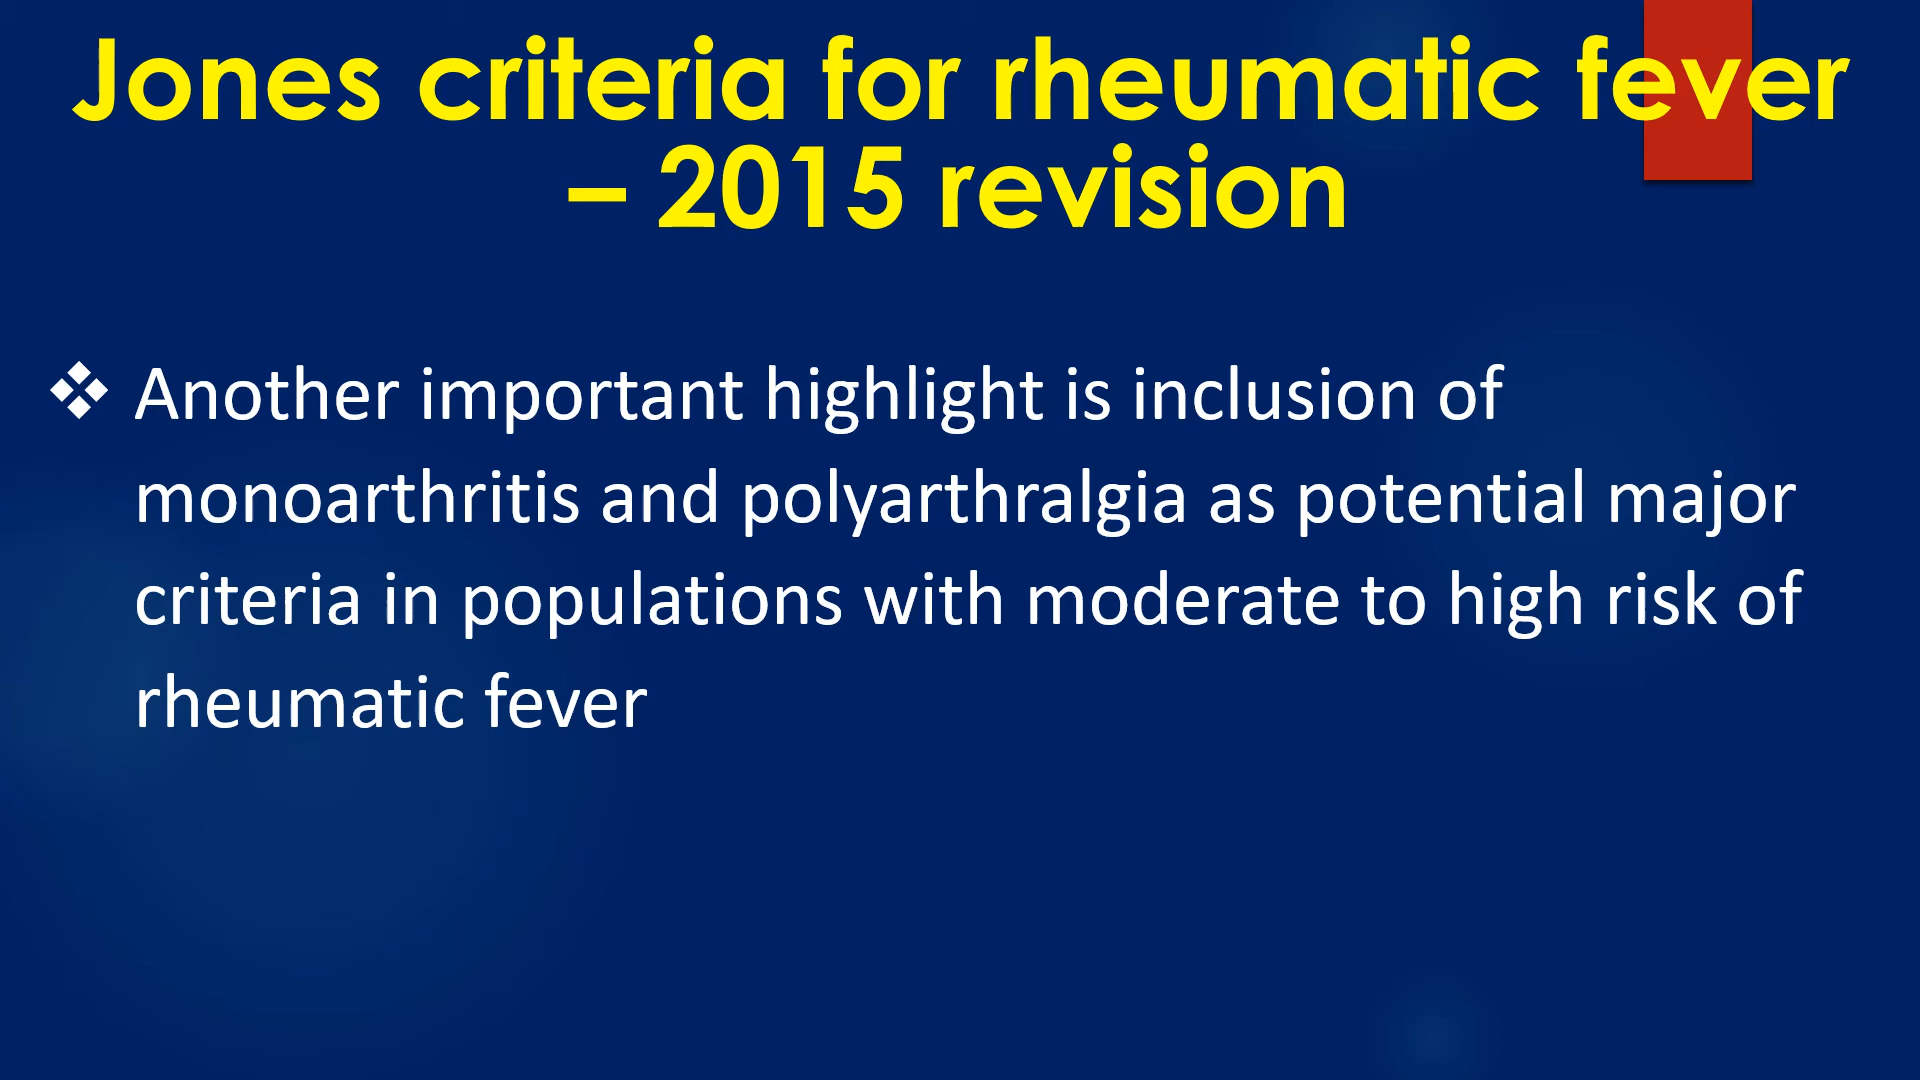 Jones criteria for rheumatic fever
– 2015 revision
❖ Another important highlight is inclusion of
monoarthritis and polyarthralgia as potential major
criteria in populations with moderate to high risk of
rheumatic fever